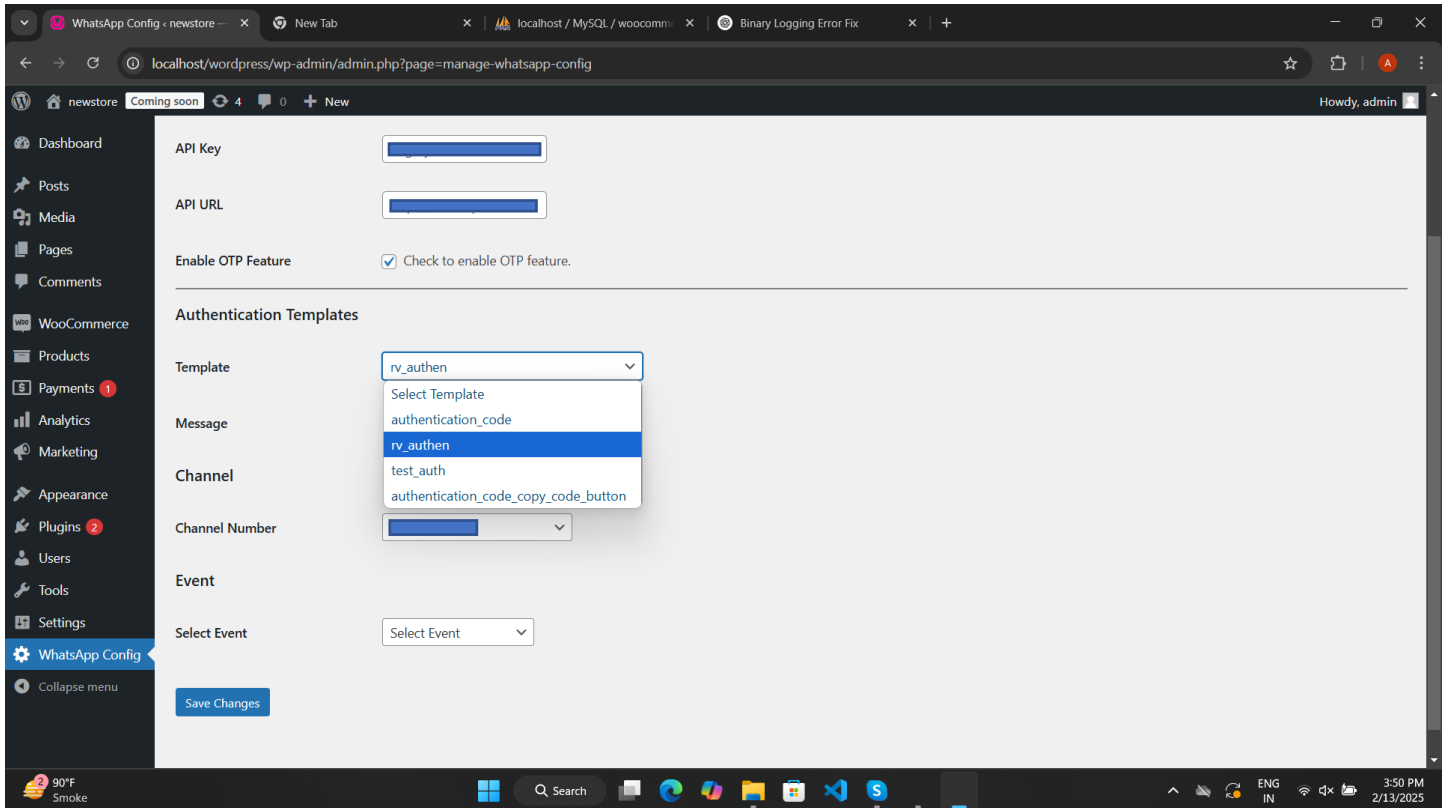 WhatsApp Config ‹ newstore —
New Tab
localhost / MySQL / woocomme
Binary Logging Error Fix
localhost/wordpress/wp-admin/admin.php?page=manage-whatsapp-config
A
newstore Coming soon 4 0 New
Howdy, admin
Dashboard
Posts
Media
Pages
Comments
WooCommerce
Products
Payments 1
Analytics
Marketing
Appearance
Plugins 2
Users
Tools
Settings
WhatsApp Config
Collapse menu
API Key
API URL
Enable OTP Feature
Check to enable OTP feature.
Authentication Templates
Template
rv_authen
Select Template
authentication_code
rv_authen
test_auth
authentication_code_copy_code_button
Message
Channel
Channel Number
Event
Select Event
Select Event
Save Changes
2
90°F
Smoke
Search
ENG
IN
3:50 PM
2/13/2025